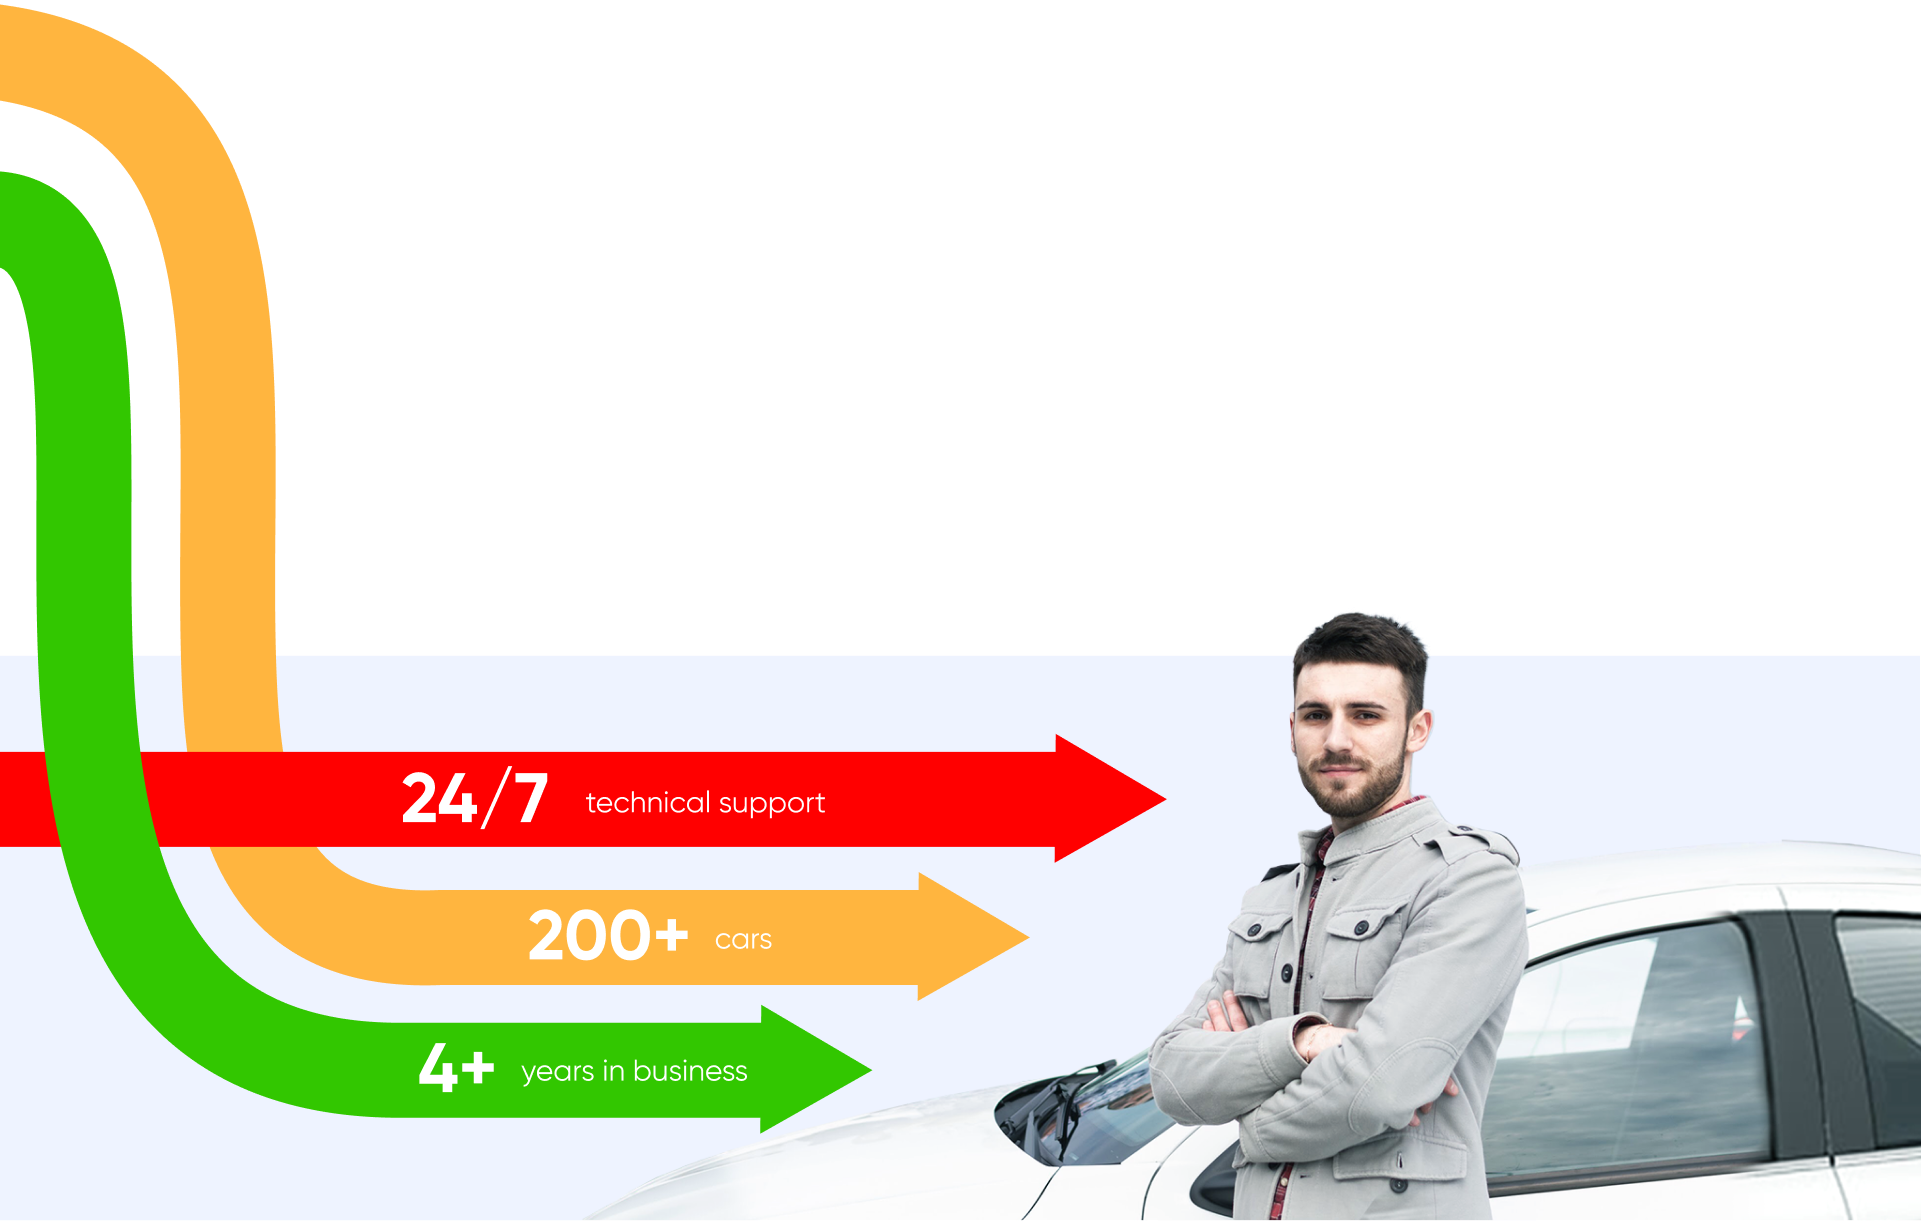 24/7 technical support
200+ cars
4+ years in business